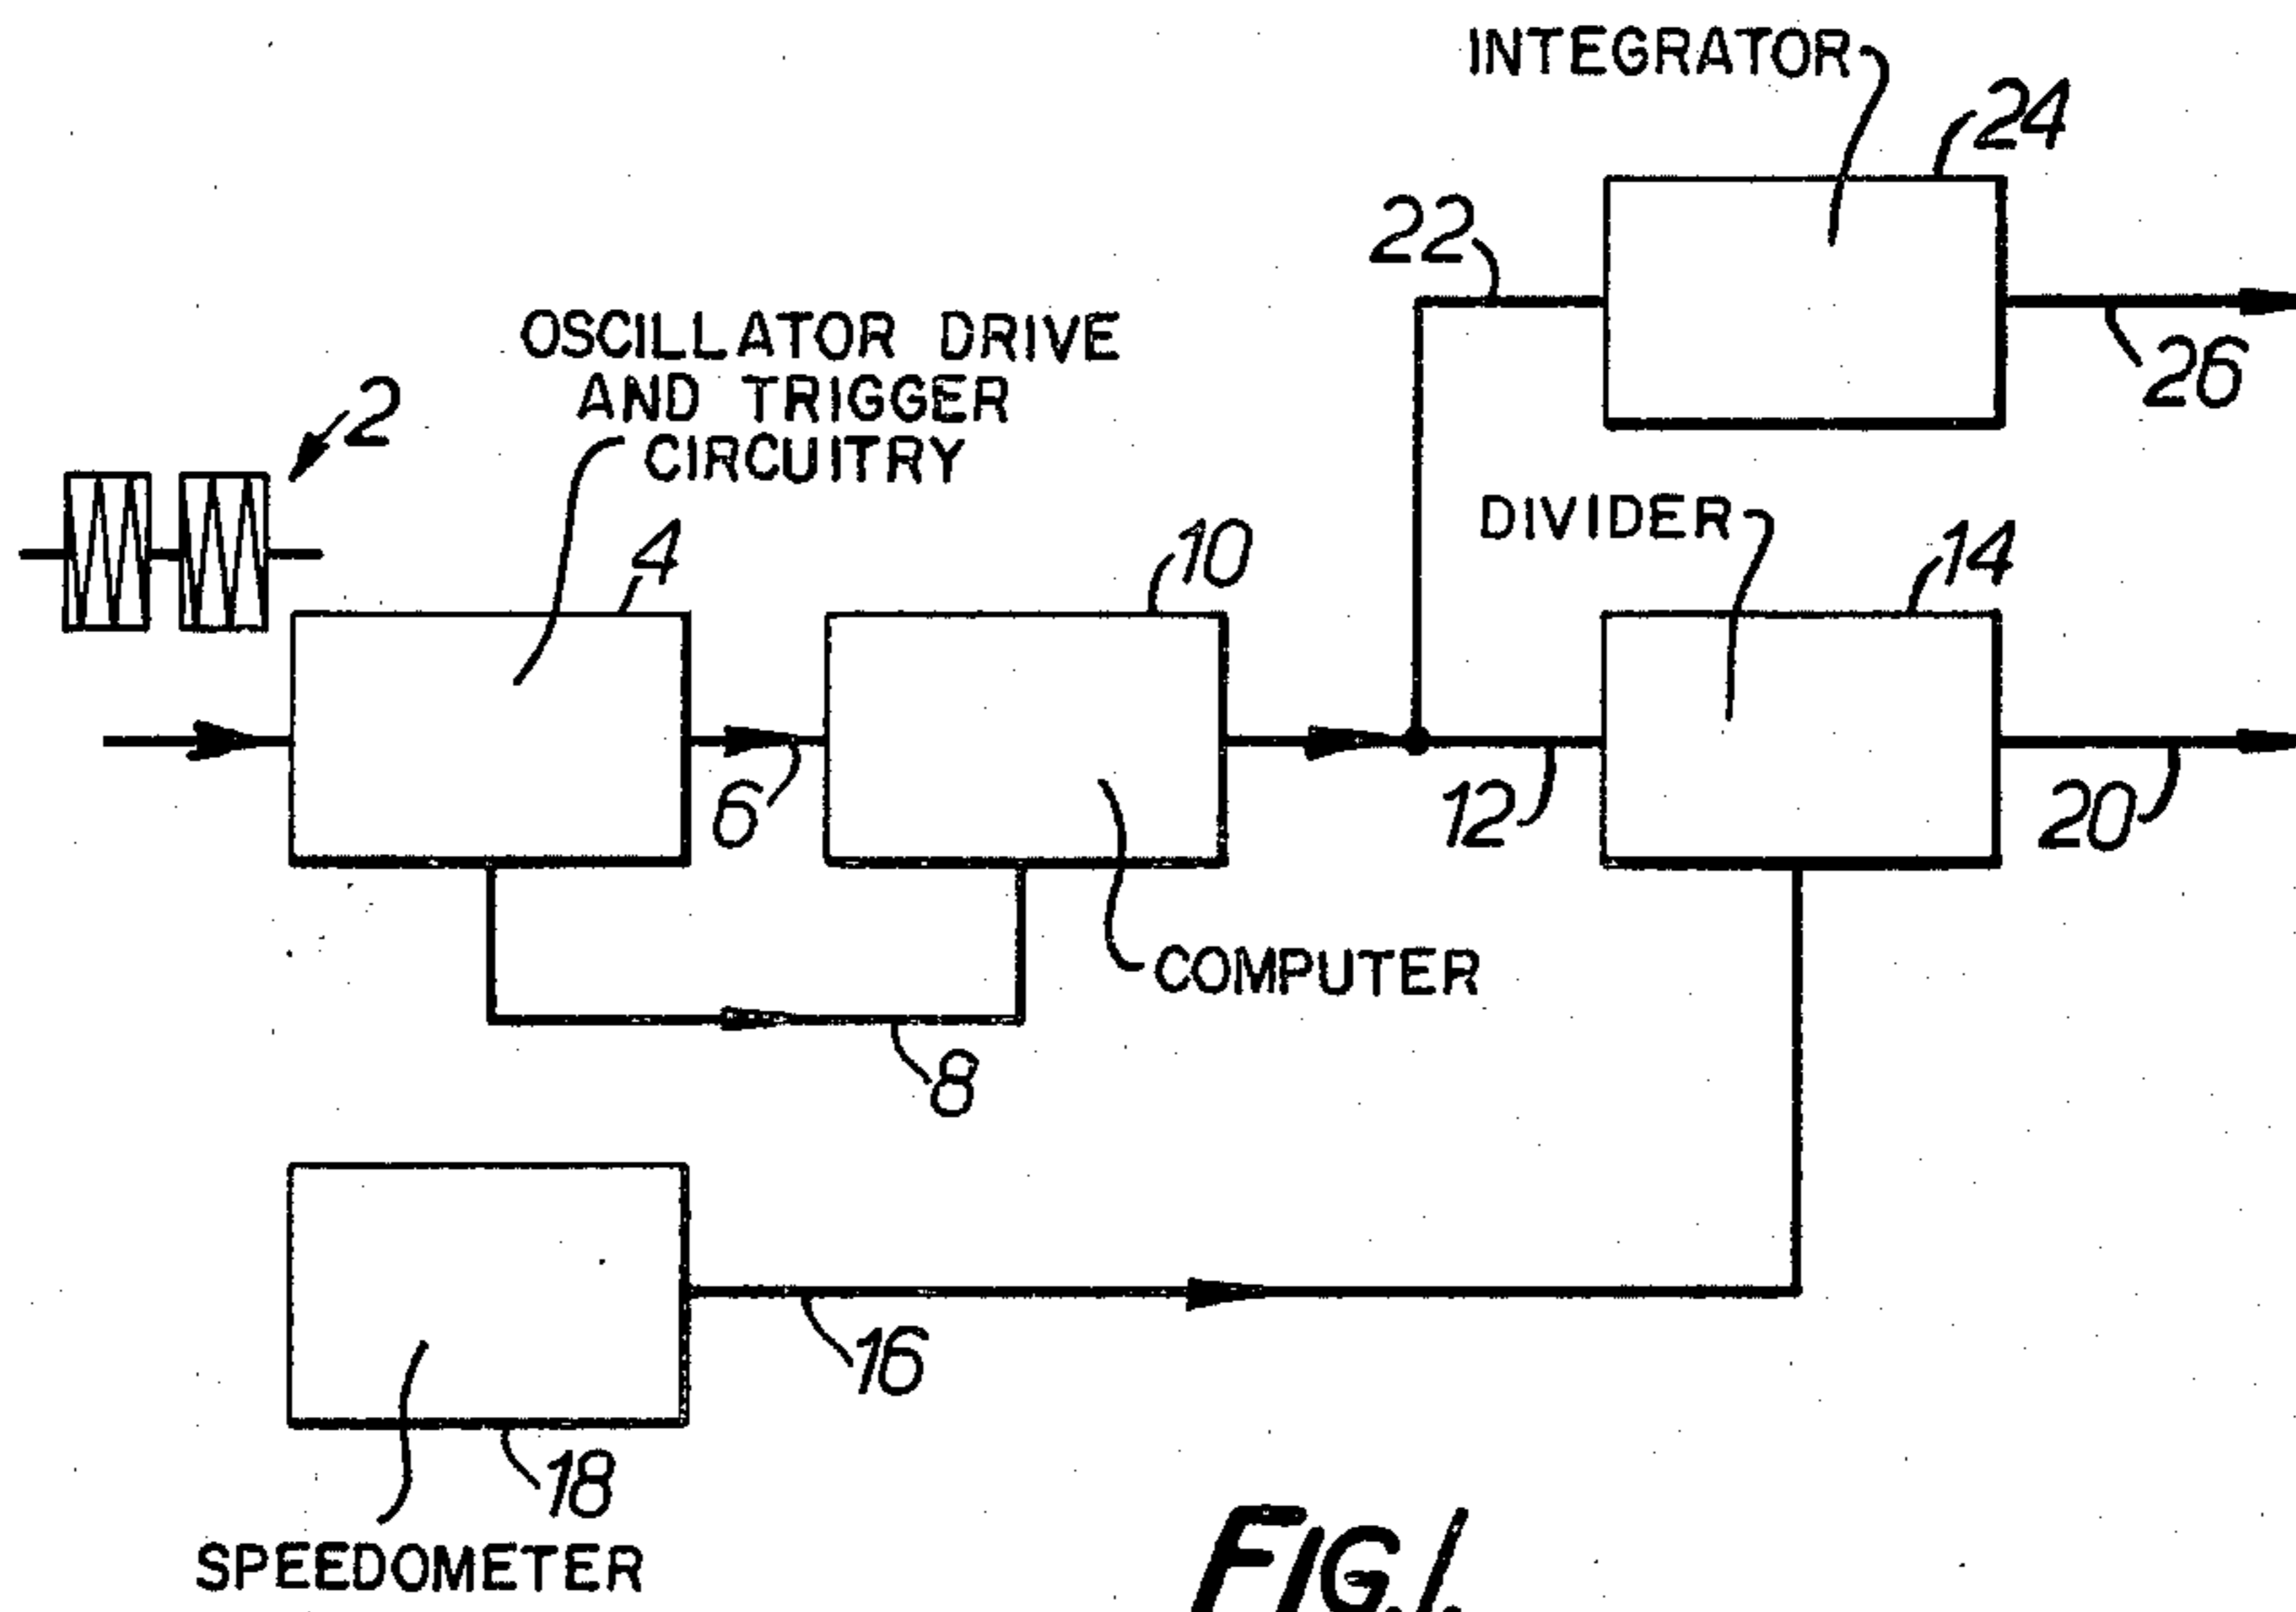 INTEGRATOR
24
22
26
OSCILLATOR DRIVE
AND TRIGGER
CIRCUITRY
2
4
10
DIVIDER
14
6
12
20
COMPUTER
8
16
18
SPEEDOMETER
FIG.1.